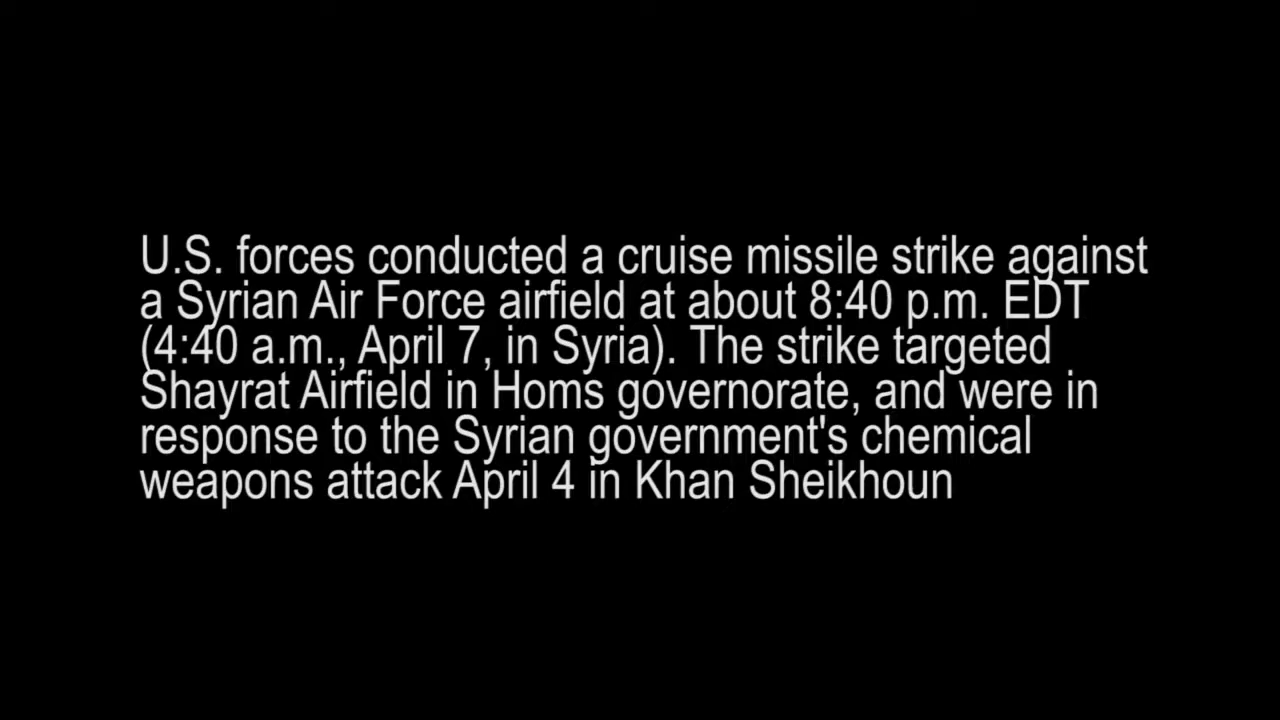 U.S. forces conducted a cruise missile strike against
a Syrian Air Force airfield at about 8:40 p.m. EDT
(4:40 a.m., April 7, in Syria). The strike targeted
Shayrat Airfield in Homs governorate, and were in
response to the Syrian government's chemical
weapons attack April 4 in Khan Sheikhoun